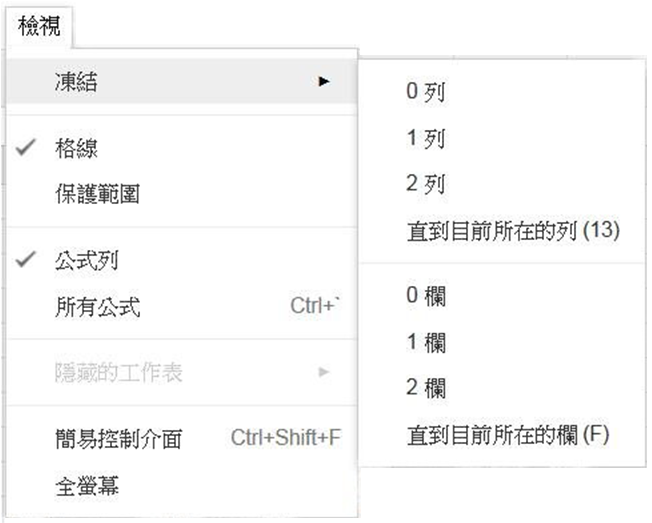 檢視
凍結
格線
保護範圍
公式列
所有公式 Ctrl+`
隱藏的工作表
簡易控制介面 Ctrl+Shift+F
全螢幕
0 列
1 列
2 列
直到目前所在的列 (13)
0 欄
1 欄
2 欄
直到目前所在的欄 (F)